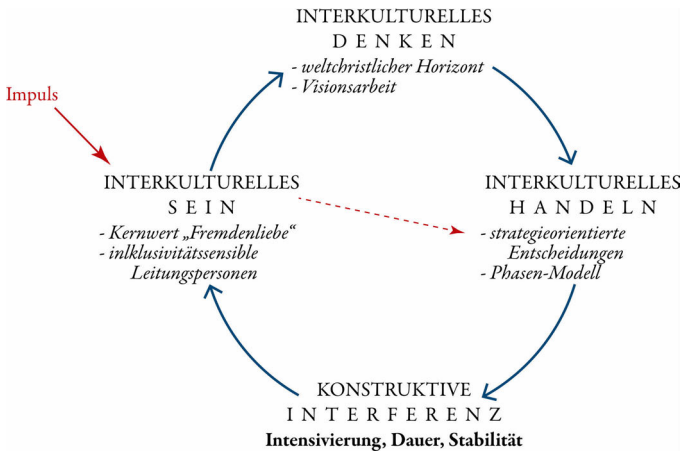 INTERKULTURELLES
DENKEN
- weltchristlicher Horizont
- Visionsarbeit
Impuls
INTERKULTURELLES
SEIN
- Kernwert „Fremdenliebe“
- inlklusivitätssensible
Leitungspersonen
INTERKULTURELLES
HANDELN
- strategieorientierte
Entscheidungen
- Phasen-Modell
KONSTRUKTIVE
INTERFERENZ
Intensivierung, Dauer, Stabilität